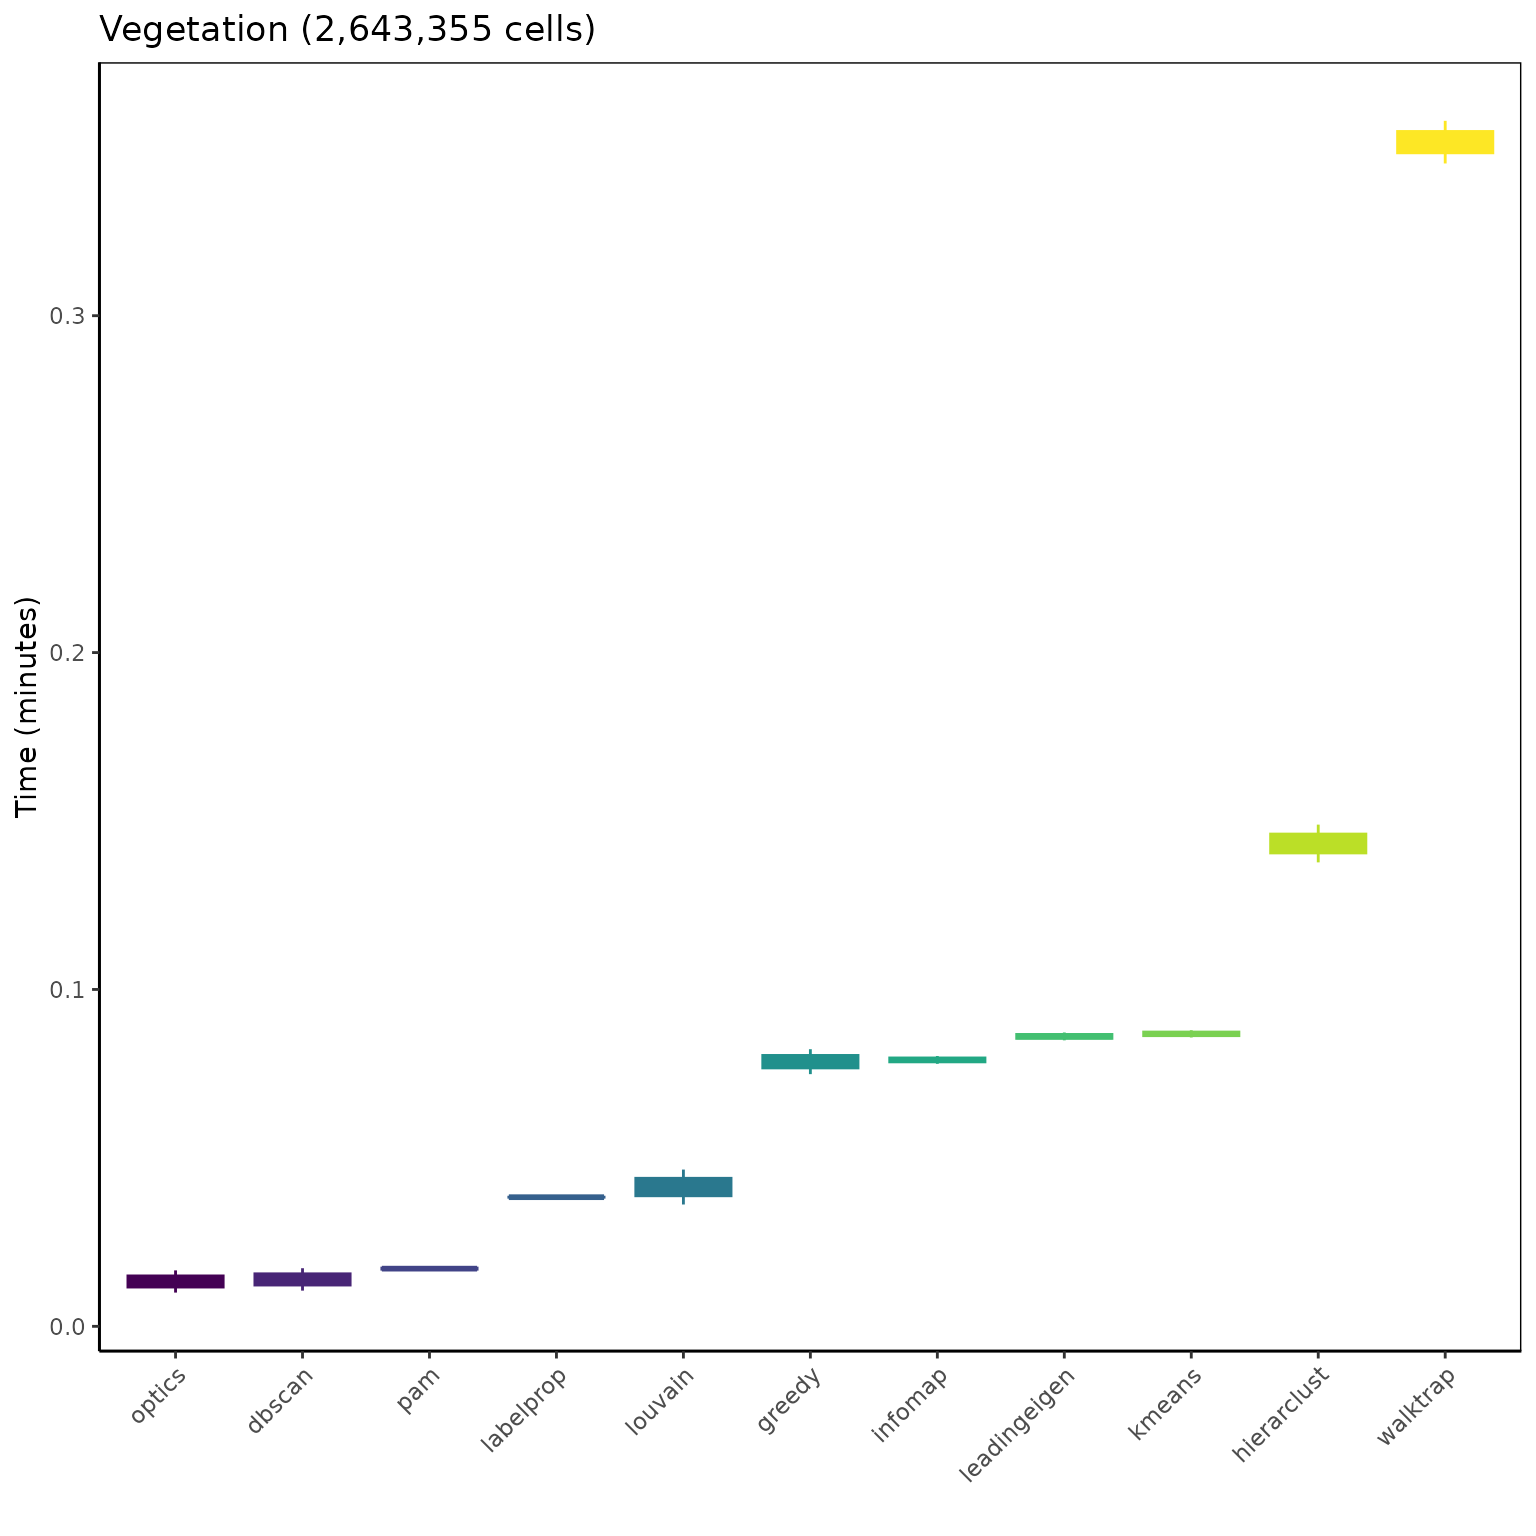 Vegetation (2,643,355 cells)
Time (minutes)
0.3
0.2
0.1
0.0
optics
dbscan
pam
labelprop
louvain
greedy
infomap
leadingeigen
kmeans
hierarclust
walktrap